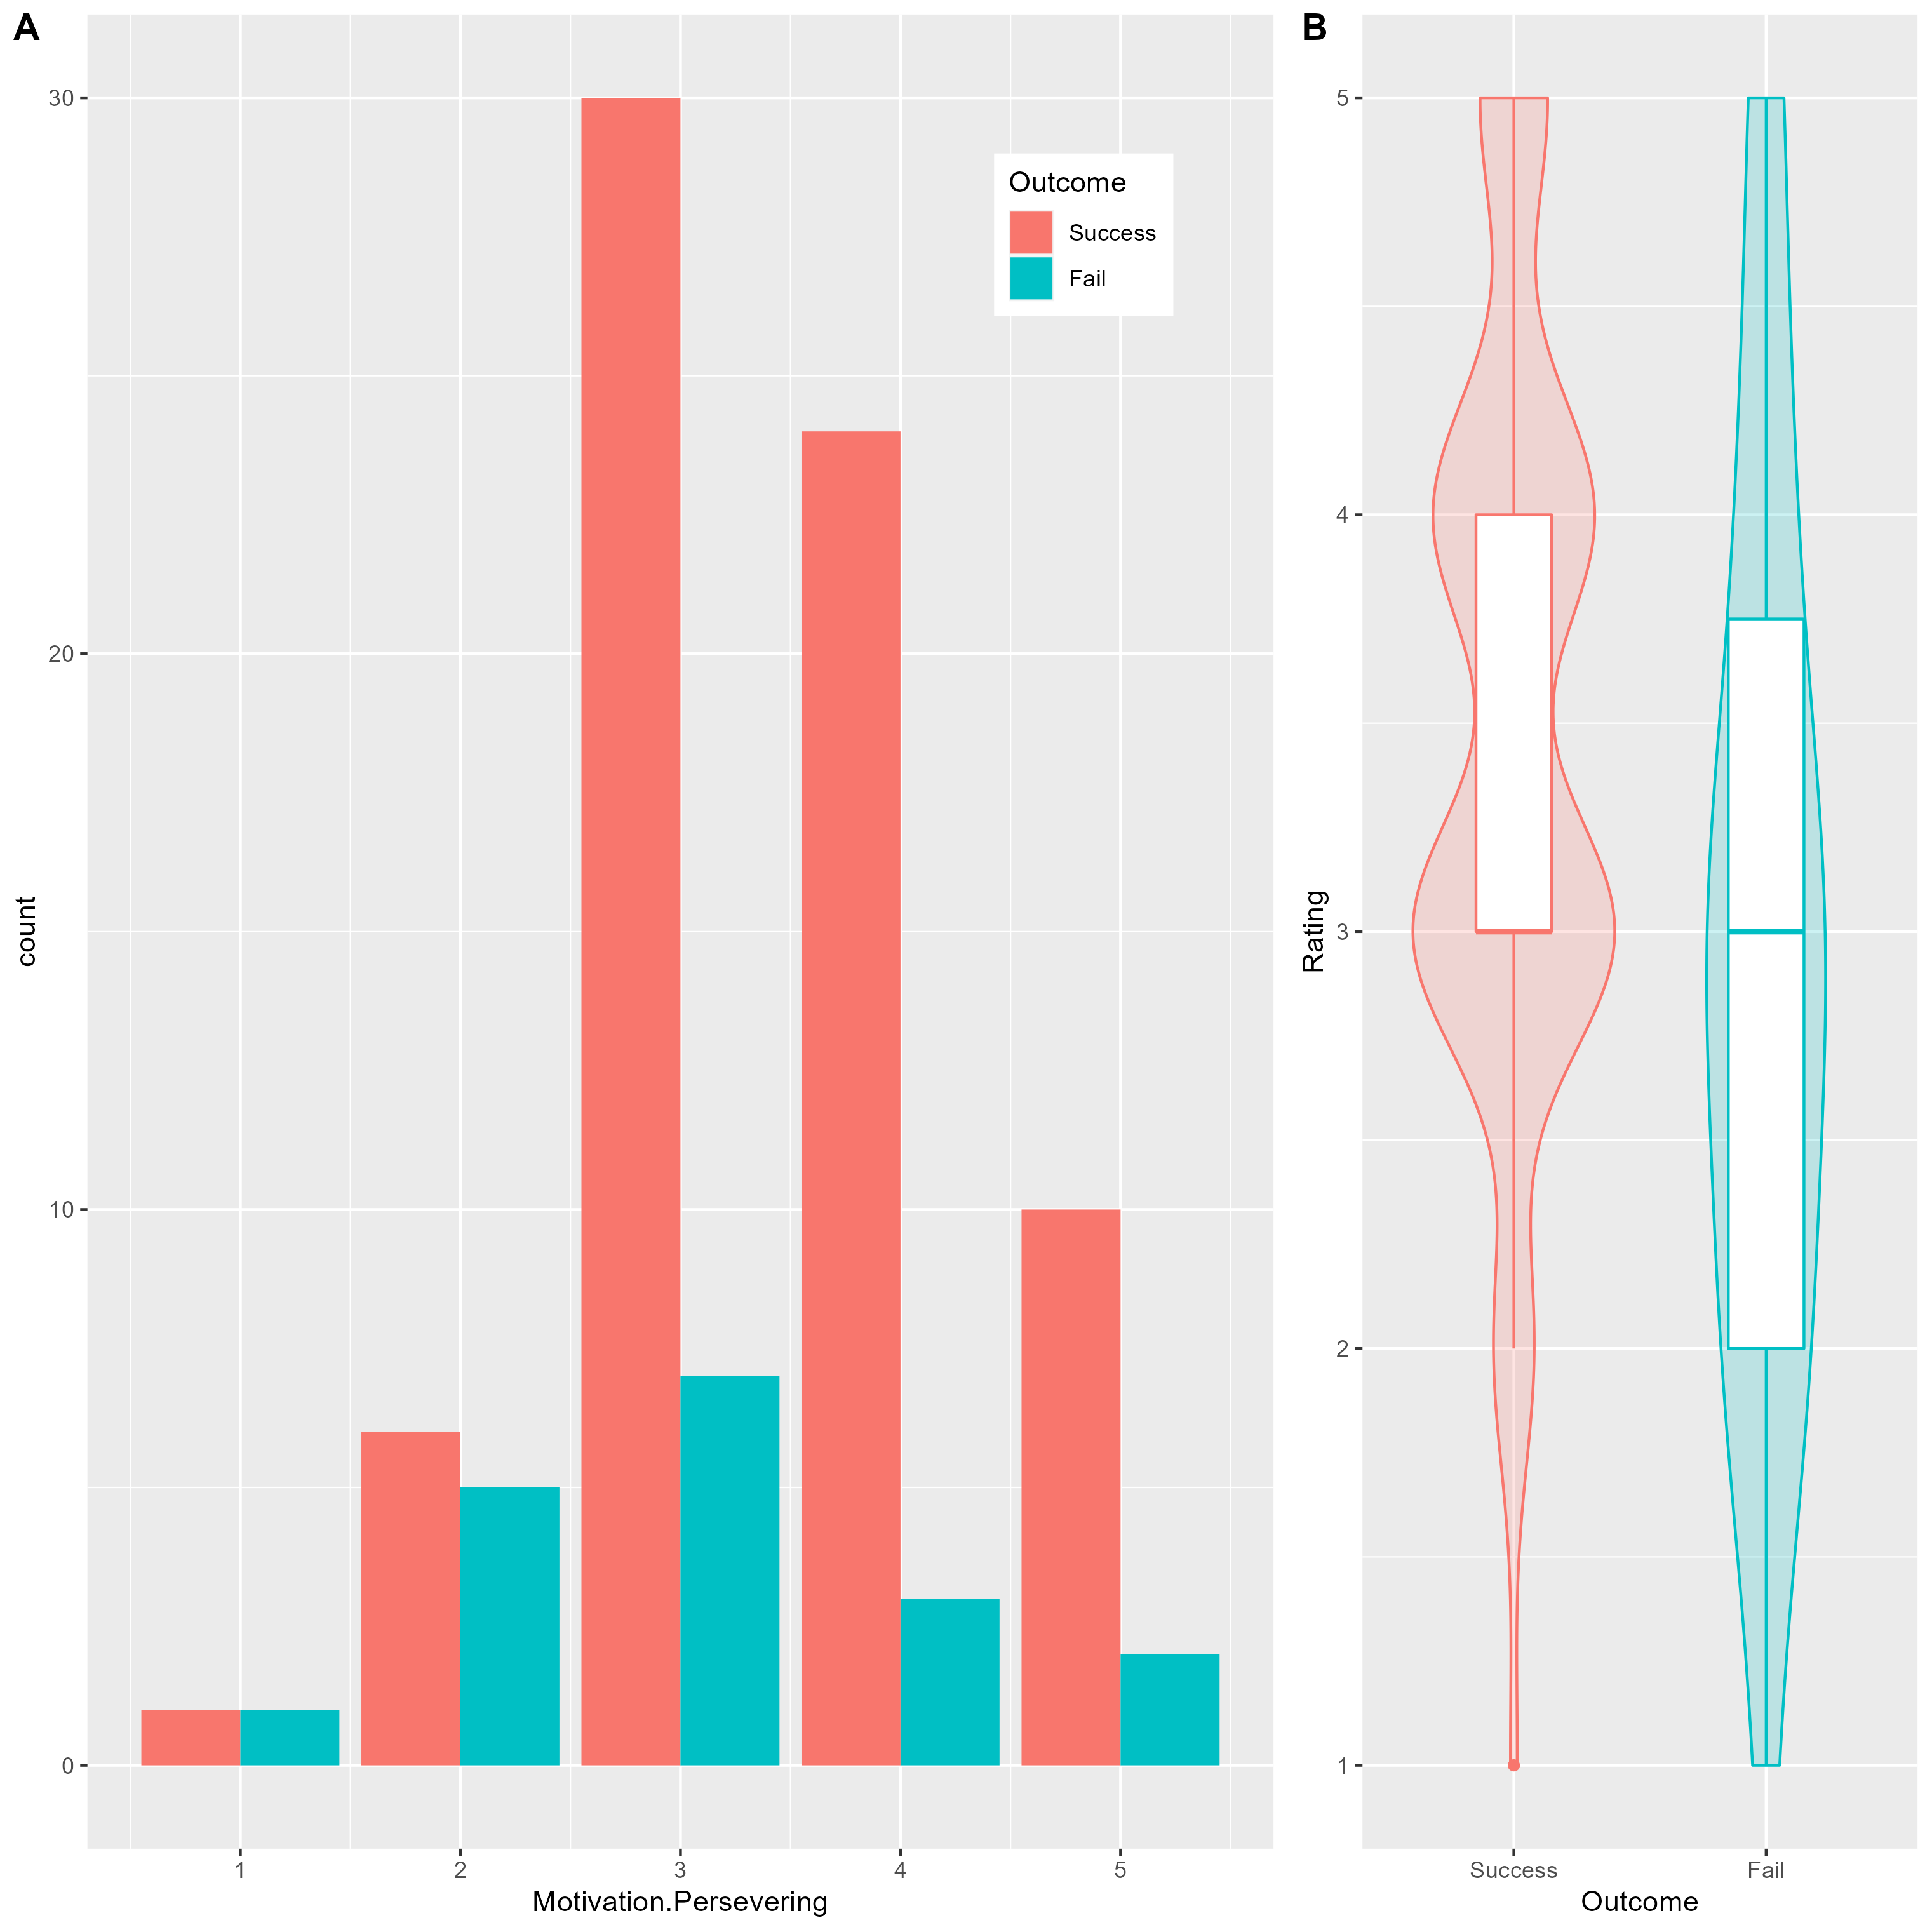 A
30
20
10
0
count
1 2 3 4 5
Motivation.Persevering
Outcome
Success
Fail
B
5
4
3
2
1
Rating
Success Fail
Outcome